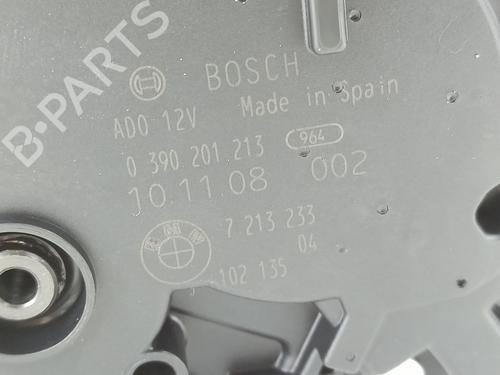 B-PARTS
BOSCH
ADO 12V Made in Spain
0 390 201 213 964
10.11.08 002
BMW
7 213 233
04
102 135